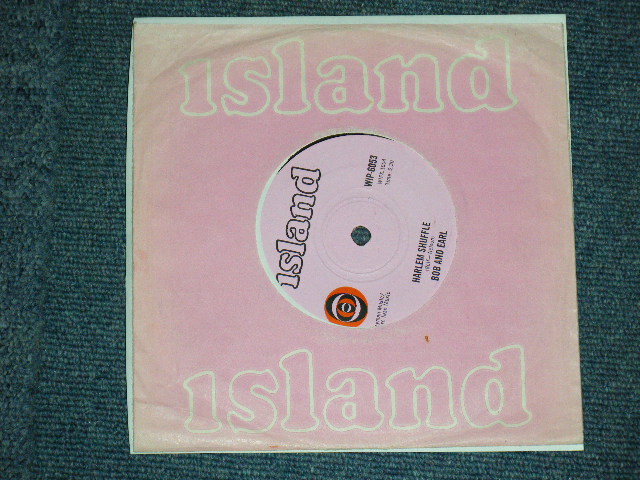 island
island
WIP-6053
HARLEM SHUFFLE
BOB AND EARL
island